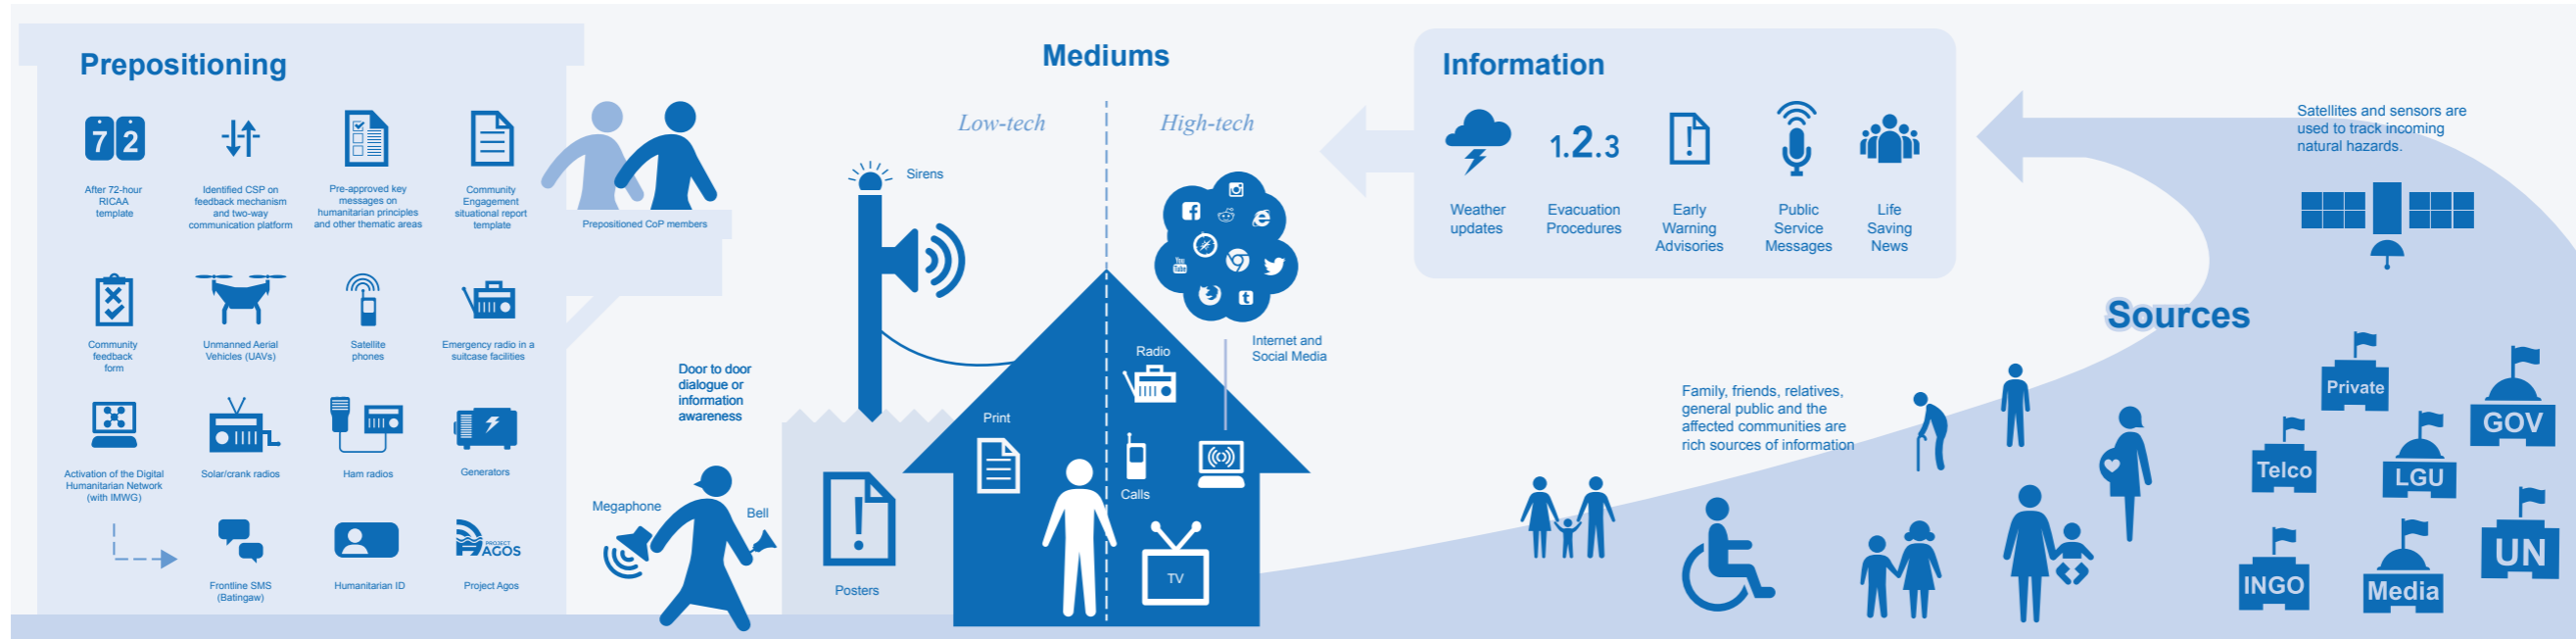 Prepositioning
7 2
After 72-hour
RICAA
template
Identified CSP on
feedback mechanism
and two-way
communication platform
Pre-approved key
messages on
humanitarian principles
and other thematic areas
Community
Engagement
situational report
template
Prepositioned CoP members
Community
feedback
form
Unmanned Aerial
Vehicles (UAVs)
Satellite
phones
Emergency radio in a
suitcase facilities
Activation of the Digital
Humanitarian Network
(with IMWG)
Solar/crank radios
Ham radios
Generators
Frontline SMS
(Batingaw)
Humanitarian ID
PROJECT
AGOS
Project Agos
Mediums
Low-tech
High-tech
Sirens
You
Tube
Internet and
Social Media
Door to door
dialogue or
information
awareness
Megaphone
Bell
!
Posters
Print
Radio
Calls
TV
Information
Weather
updates
1.2.3
Evacuation
Procedures
!
Early
Warning
Advisories
Public
Service
Messages
Life
Saving
News
Satellites and sensors are
used to track incoming
natural hazards.
Sources
Family, friends, relatives,
general public and the
affected communities are
rich sources of information
Private
GOV
Telco
LGU
UN
INGO
Media